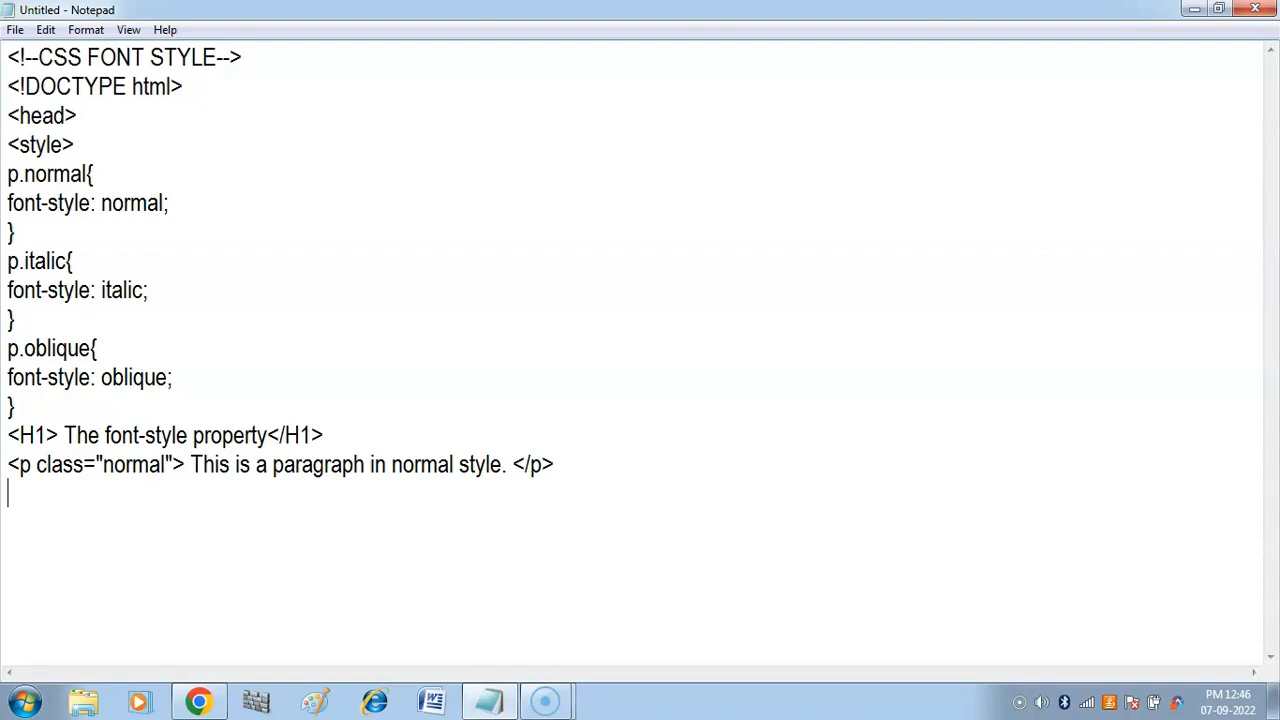 Untitled - Notepad
File Edit Format View Help
<!--CSS FONT STYLE-->
<!DOCTYPE html>
<head>
<style>
p.normal{
font-style: normal;
}
p.italic{
font-style: italic;
}
p.oblique{
font-style: oblique;
}
<H1> The font-style property</H1>
<p class="normal"> This is a paragraph in normal style. </p>
PM 12:46
07-09-2022